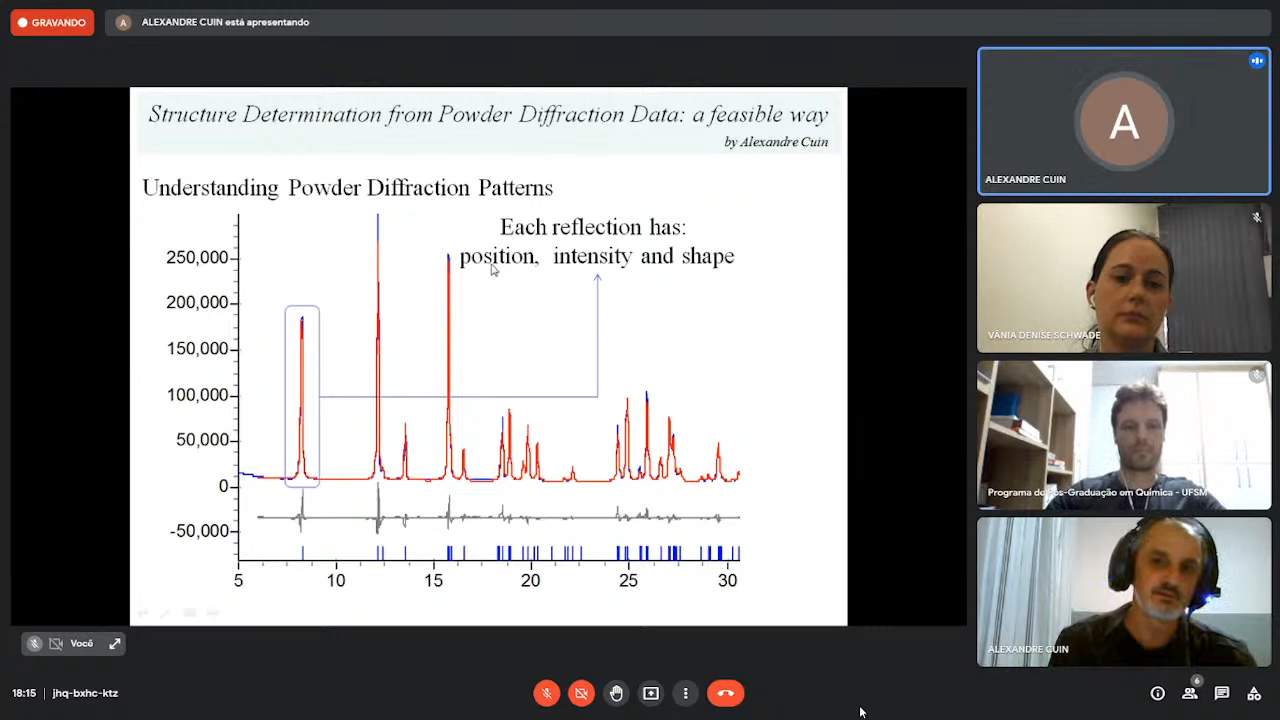 GRAVANDO
A
ALEXANDRE CUIN está apresentando
Structure Determination from Powder Diffraction Data: a feasible way
by Alexandre Cuin
Understanding Powder Diffraction Patterns
Each reflection has:
position, intensity and shape
250,000
200,000
150,000
100,000
50,000
0
-50,000
5 10 15 20 25 30
A
ALEXANDRE CUIN
VÂNIA DENISE SCHWADE
Programa de Pós-Graduação em Química - UFSM
ALEXANDRE CUIN
Você
18:15 | jhq-bxhc-ktz
6